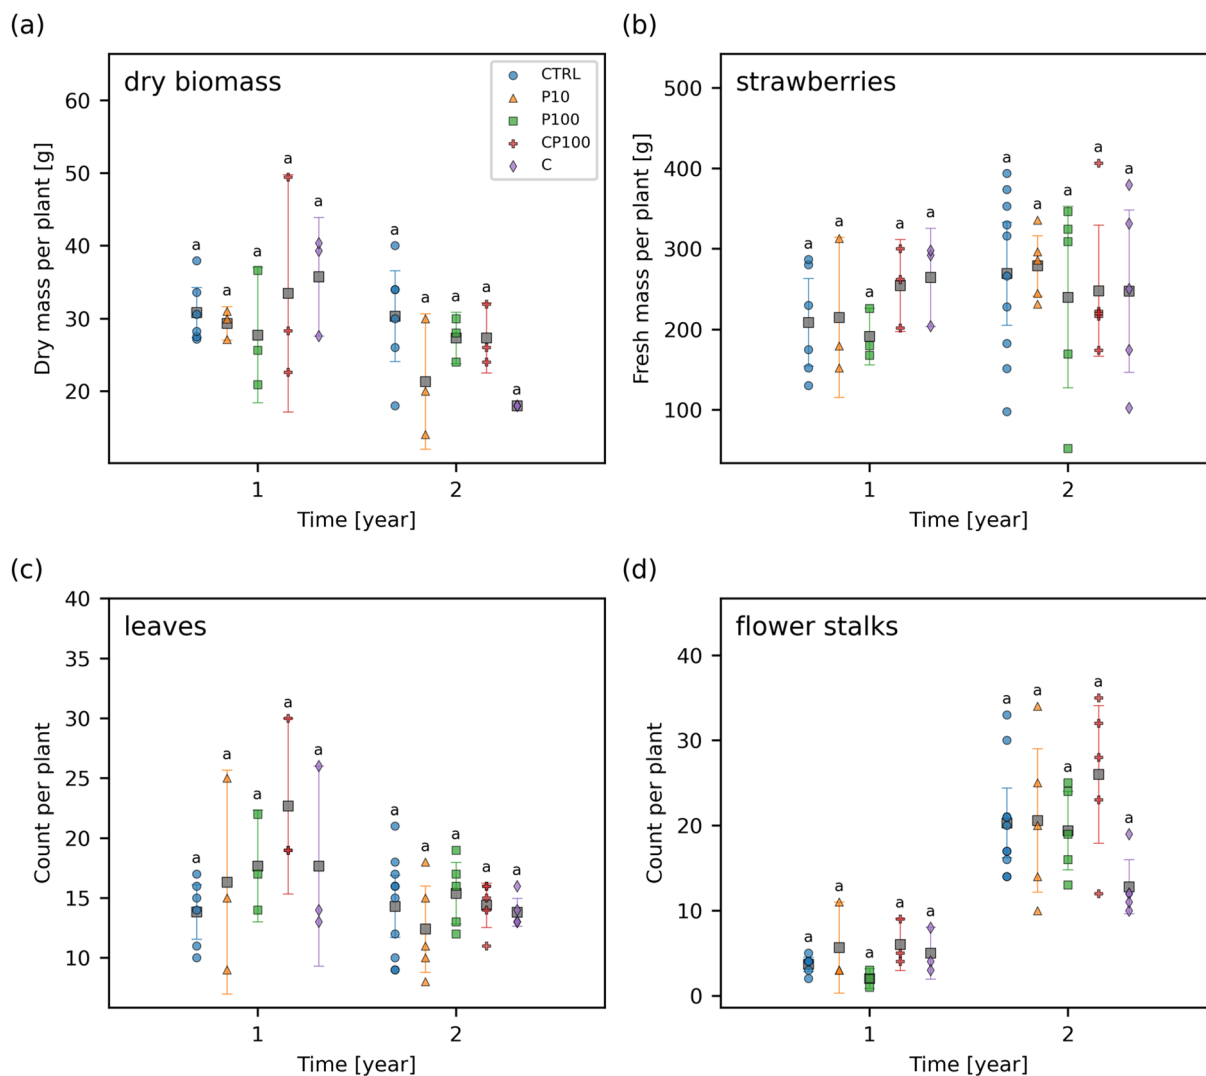 (a)
dry biomass
CTRL
P10
P100
CP100
C
60
50
40
30
20
Dry mass per plant [g]
a a a a a a a a a a
1 2
Time [year]
(b)
strawberries
500
400
300
200
100
Fresh mass per plant [g]
a a a a a a a a a a
1 2
Time [year]
(c)
leaves
40
35
30
25
20
15
10
Count per plant
a a a a a a a a a a
1 2
Time [year]
(d)
flower stalks
40
30
20
10
0
Count per plant
a a a a a a a a a a
1 2
Time [year]